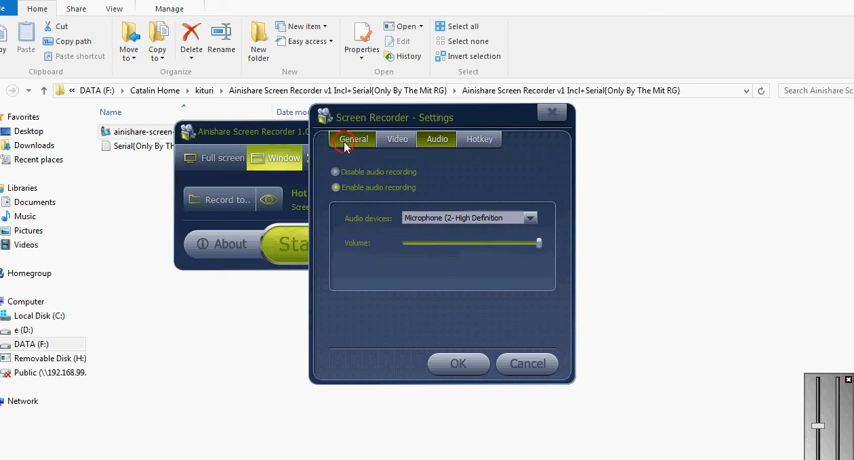 Home Share View Manage
Cut
Copy path
Paste shortcut
Copy
Paste
Clipboard
Move to
Copy to
Delete
Rename
Organize
New folder
New item
Easy access
New
Properties
Open
Edit
History
Open
Select all
Select none
Invert selection
Select
« DATA (F:) Catalin Home kituri Ainishare Screen Recorder v1 Incl+Serial(Only By The Mit RG) Ainishare Screen Recorder v1 Incl+Serial{Only By The Mit RG)
Search Ainishare Scree
Favorites
Desktop
Downloads
Recent places
Libraries
Documents
Music
Pictures
Videos
Homegroup
Computer
Local Disk (C:)
e (D:)
DATA (F:)
Removable Disk (H:)
Public (\\192.168.99.
Network
Name
Date mo
ainishare-screen-
Serial(Only By The
Ainishare Screen Recorder 1.0
Full screen Window
Record to..
Hot
Scree
About
Sta
Screen Recorder - Settings
General Video Audio Hotkey
Disable audio recording
Enable audio recording
Audio devices: Microphone (2- High Definition
Volume:
OK Cancel